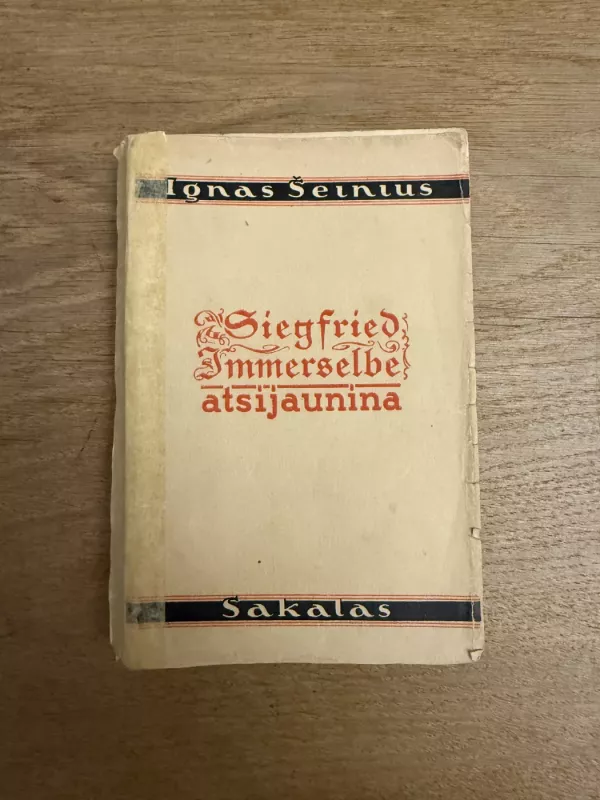 Ignas Šeinius
Siegfried
Immerselbe
atsijaunina
Sakalas